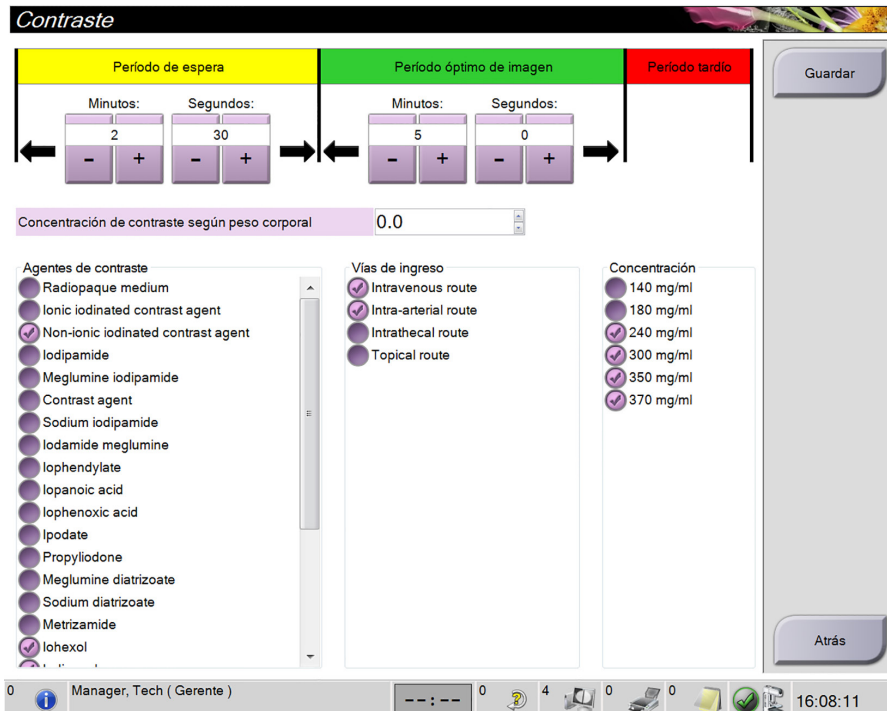 Contraste
Período de espera
Período óptimo de imagen
Período tardío
Guardar
Minutos: Segundos:
Minutos: Segundos:
2 30
5 0
- + - +
- + - +
Concentración de contraste según peso corporal 0.0
Agentes de contraste
Radiopaque medium
Ionic iodinated contrast agent
Non-ionic iodinated contrast agent
Iodipamide
Meglumine iodipamide
Contrast agent
Sodium iodipamide
Iodamide meglumine
Iophendylate
Iopanoic acid
Iophenoxic acid
Ipodate
Propyliodone
Meglumine diatrizoate
Sodium diatrizoate
Metrizamide
Iohexol
Vías de ingreso
Intravenous route
Intra-arterial route
Intrathecal route
Topical route
Concentración
140 mg/ml
180 mg/ml
240 mg/ml
300 mg/ml
350 mg/ml
370 mg/ml
Atrás
0 Manager, Tech ( Gerente ) --:-- 0 4 0 0 16:08:11